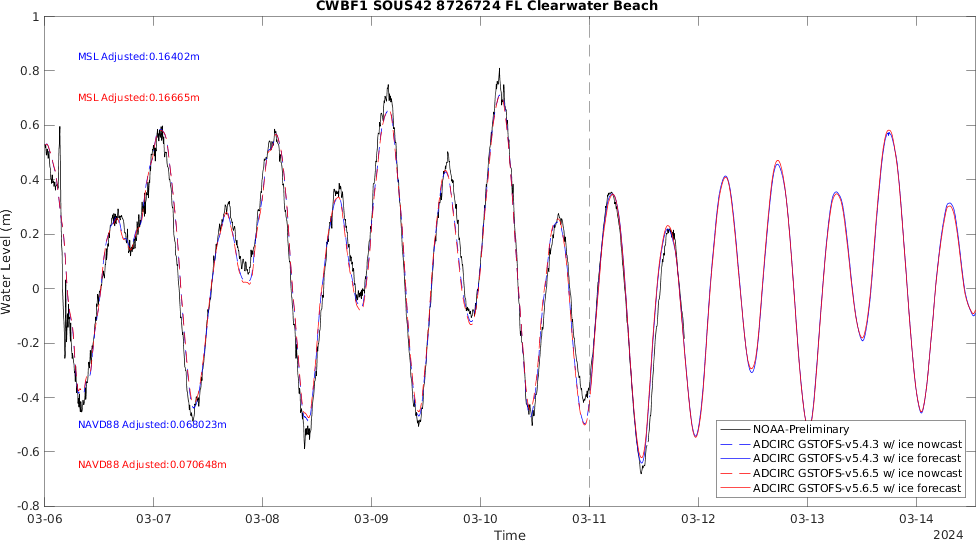 CWBF1 SOUS42 8726724 FL Clearwater Beach
1
0.8
0.6
0.4
0.2
0
-0.2
-0.4
-0.6
-0.8
Water Level (m)
MSL Adjusted:0.16402m
MSL Adjusted:0.16665m
NAVD88 Adjusted:0.068023m
NAVD88 Adjusted:0.070648m
NOAA-Preliminary
ADCIRC GSTOFS-v5.4.3 w/ ice nowcast
ADCIRC GSTOFS-v5.4.3 w/ ice forecast
ADCIRC GSTOFS-v5.6.5 w/ ice nowcast
ADCIRC GSTOFS-v5.6.5 w/ ice forecast
03-06 03-07 03-08 03-09 03-10 03-11 03-12 03-13 03-14
Time
2024